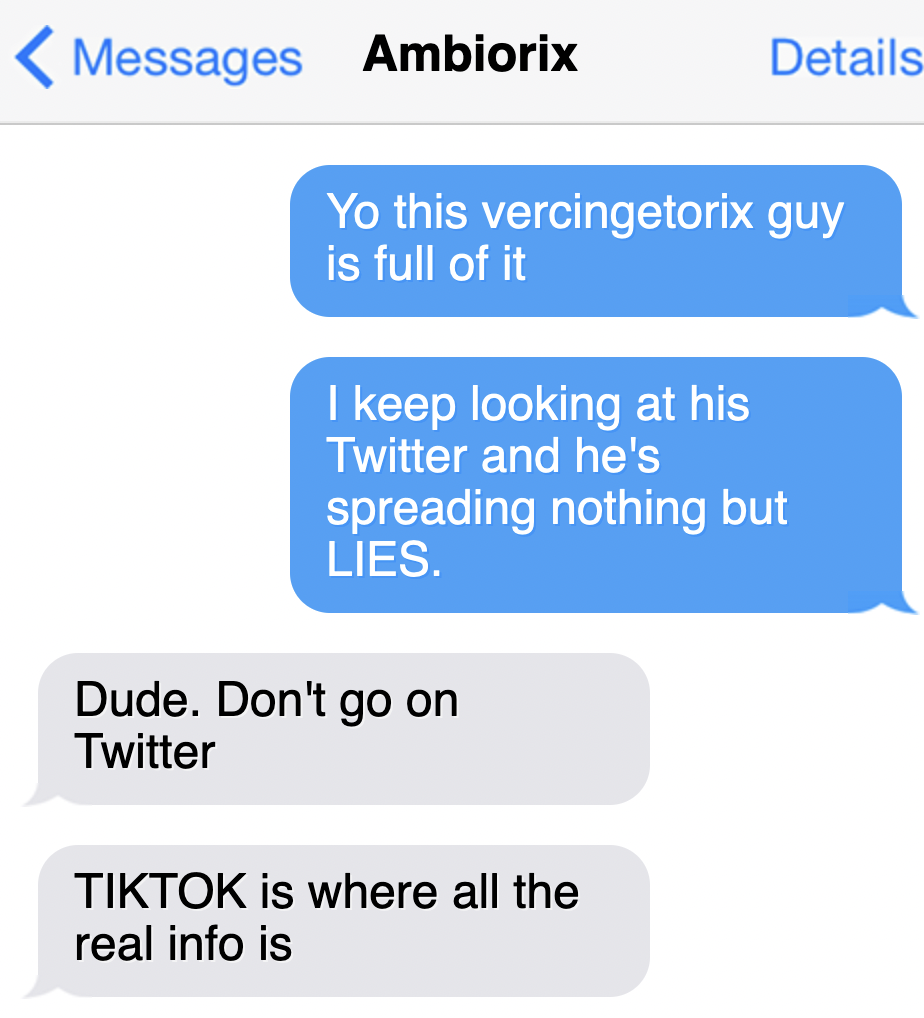 Messages Ambiorix Details
Yo this vercingetorix guy
is full of it
I keep looking at his
Twitter and he's
spreading nothing but
LIES.
Dude. Don't go on
Twitter
TIKTOK is where all the
real info is